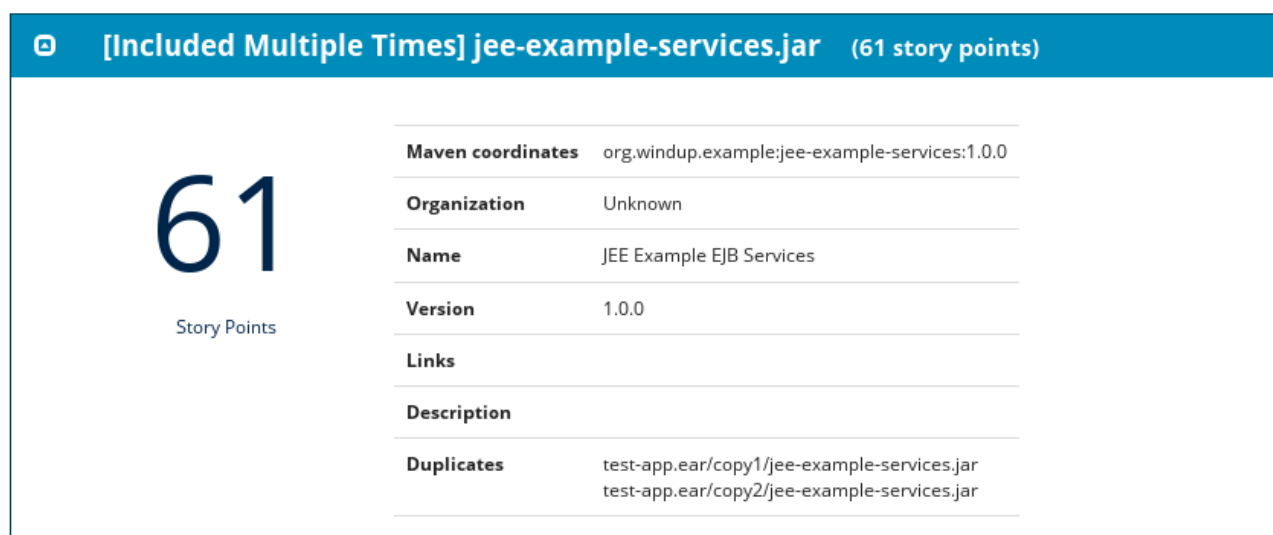 [Included Multiple Times] jee-example-services.jar (61 story points)
61
Story Points
Maven coordinates org.windup.example:jee-example-services:1.0.0
Organization Unknown
Name JEE Example EJB Services
Version 1.0.0
Links
Description
Duplicates test-app.ear/copy1/jee-example-services.jar
test-app.ear/copy2/jee-example-services.jar